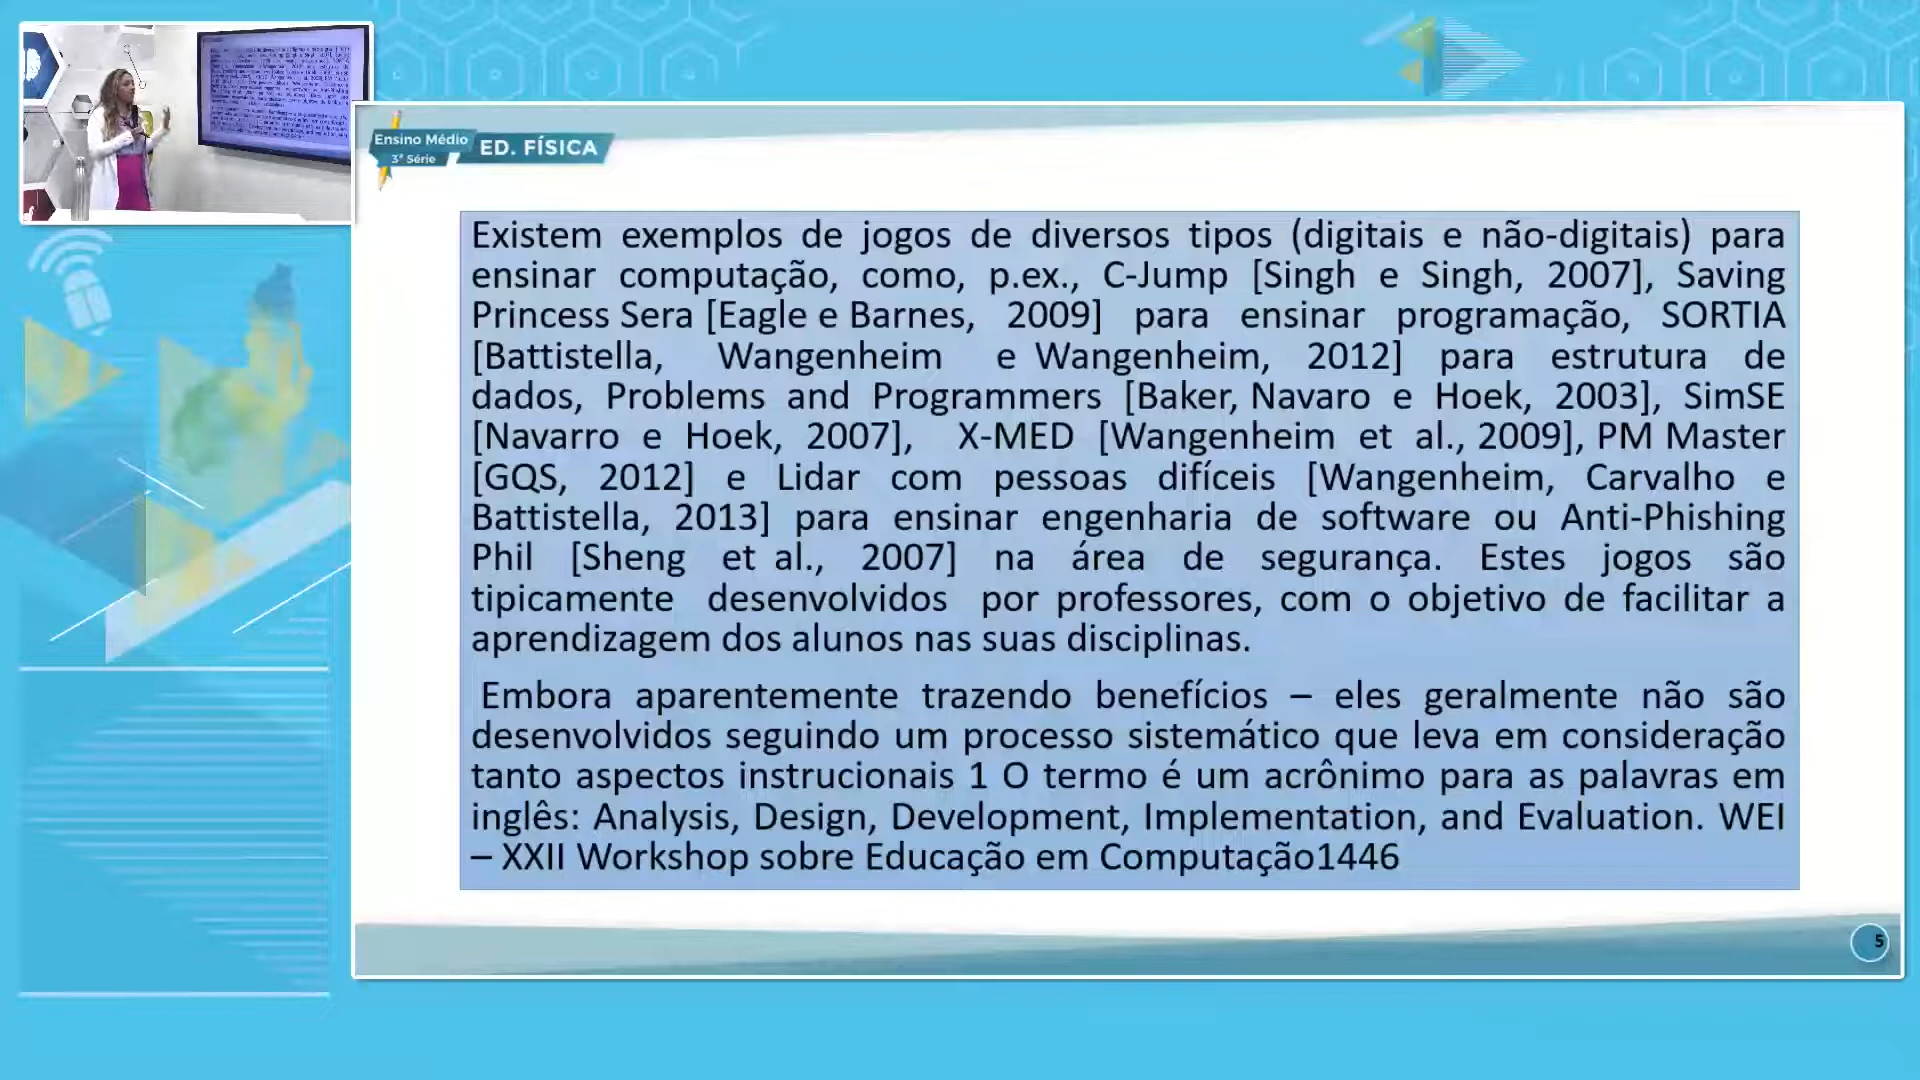 Ensino Médio
3ª Série
ED. FÍSICA
Existem exemplos de jogos de diversos tipos (digitais e não-digitais) para
ensinar computação, como, p.ex., C-Jump [Singh e Singh, 2007], Saving
Princess Sera [Eagle e Barnes, 2009] para ensinar programação, SORTIA
[Battistella, Wangenheim e Wangenheim, 2012] para estrutura de
dados, Problems and Programmers [Baker, Navaro e Hoek, 2003], SimSE
[Navarro e Hoek, 2007], X-MED [Wangenheim et al., 2009], PM Master
[GQS, 2012] e Lidar com pessoas difíceis [Wangenheim, Carvalho e
Battistella, 2013] para ensinar engenharia de software ou Anti-Phishing
Phil [Sheng et al., 2007] na área de segurança. Estes jogos são
tipicamente desenvolvidos por professores, com o objetivo de facilitar a
aprendizagem dos alunos nas suas disciplinas.
Embora aparentemente trazendo benefícios – eles geralmente não são
desenvolvidos seguindo um processo sistemático que leva em consideração
tanto aspectos instrucionais 1 O termo é um acrônimo para as palavras em
inglês: Analysis, Design, Development, Implementation, and Evaluation. WEI
– XXII Workshop sobre Educação em Computação1446
5